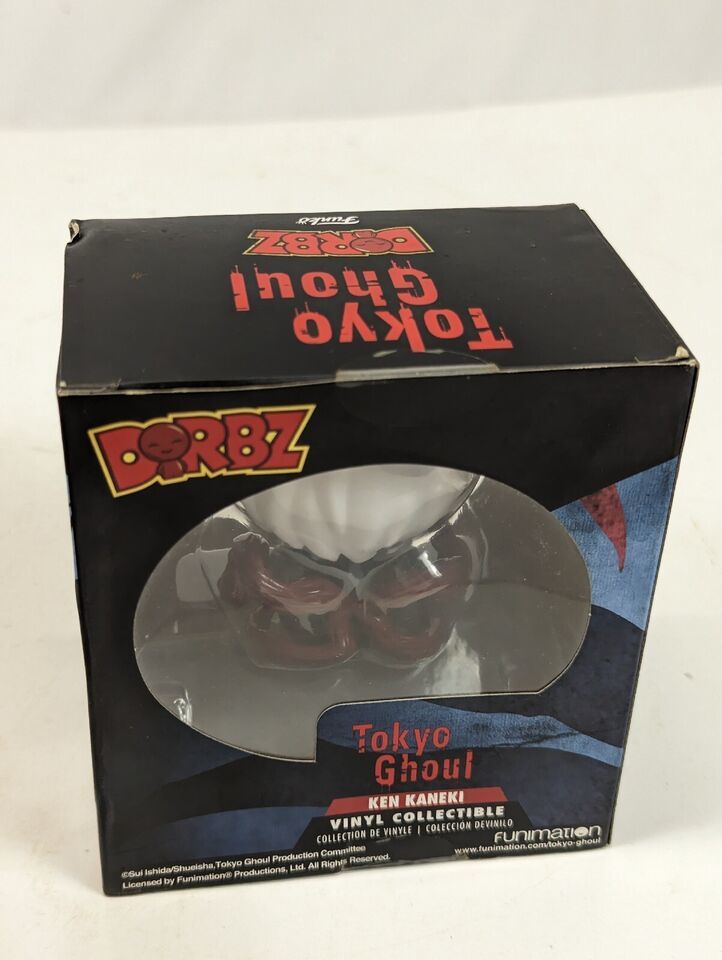 Funko
DORBZ
Tokyo
Ghoul
DORBZ
Tokyo
Ghoul
KEN KANEKI
VINYL COLLECTIBLE
COLLECTION DE VINYLE | COLECCIÓN DEVINILO
©Sui Ishida/Shueisha,Tokyo Ghoul Production Committee
Licensed by Funimation® Productions, Ltd. All Rights Reserved.
FUNIMATION
www.funimation.com/tokyo-ghoul